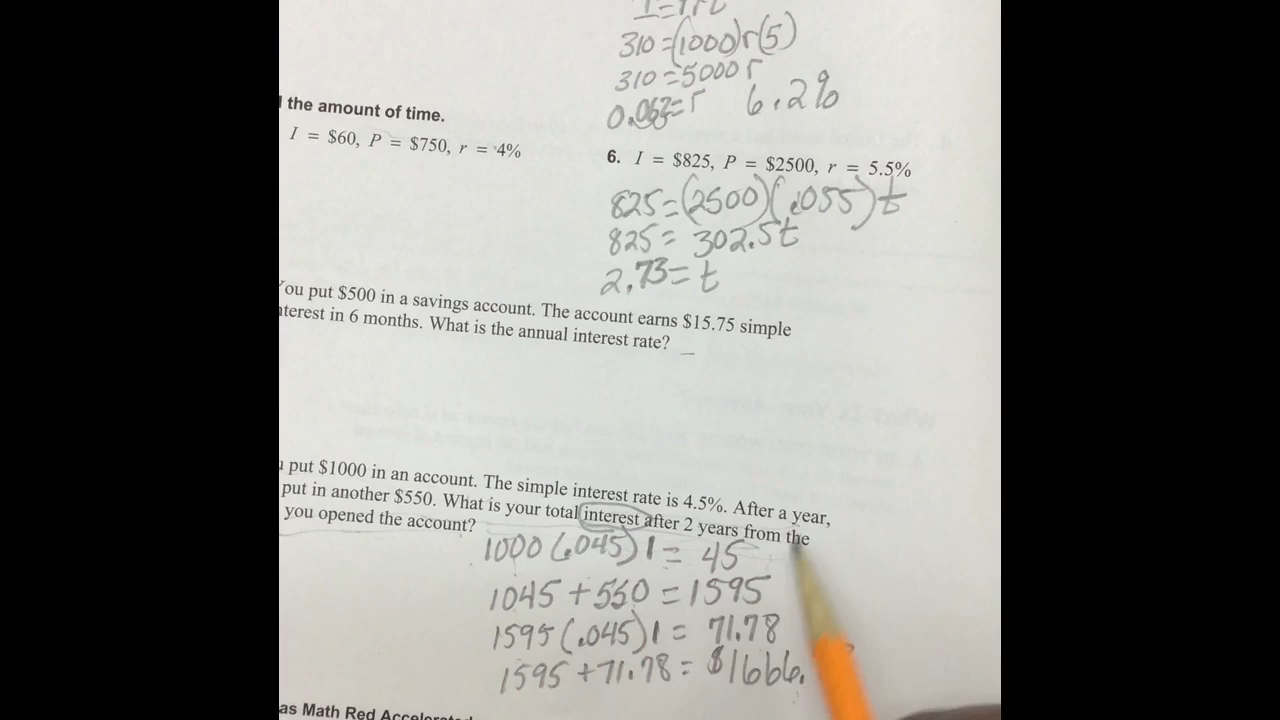 I = Prt
310 = (1000) r (5)
310 = 5000 r
0.062 = r 6.2%
the amount of time.
I = $60, P = $750, r = 4%
6. I = $825, P = $2500, r = 5.5%
825 = (2500)(.055) t
825 = 302.5t
2.73 = t
You put $500 in a savings account. The account earns $15.75 simple
interest in 6 months. What is the annual interest rate?
put $1000 in an account. The simple interest rate is 4.5%. After a year,
put in another $550. What is your total interest after 2 years from the
you opened the account?
1000 (.045) 1 = 45
1045 + 550 = 1595
1595 (.045) 1 = 71.78
1595 + 71.78 = $1666.
as Math Red Accelerated